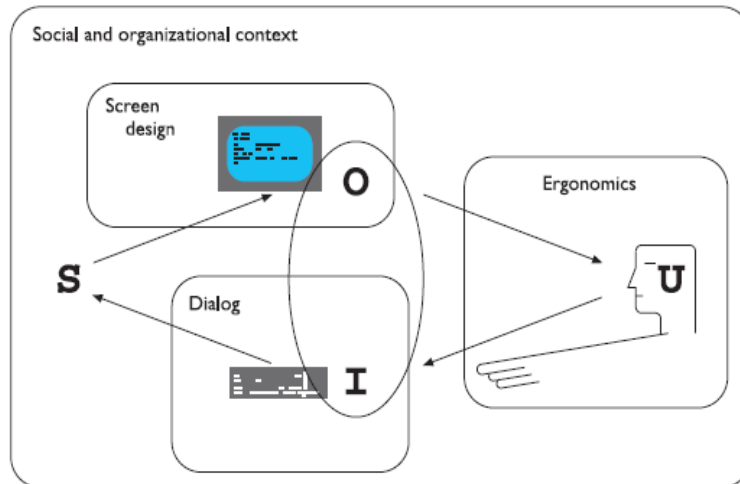 Social and organizational context
Screen
design
O
Ergonomics
S
U
Dialog
I